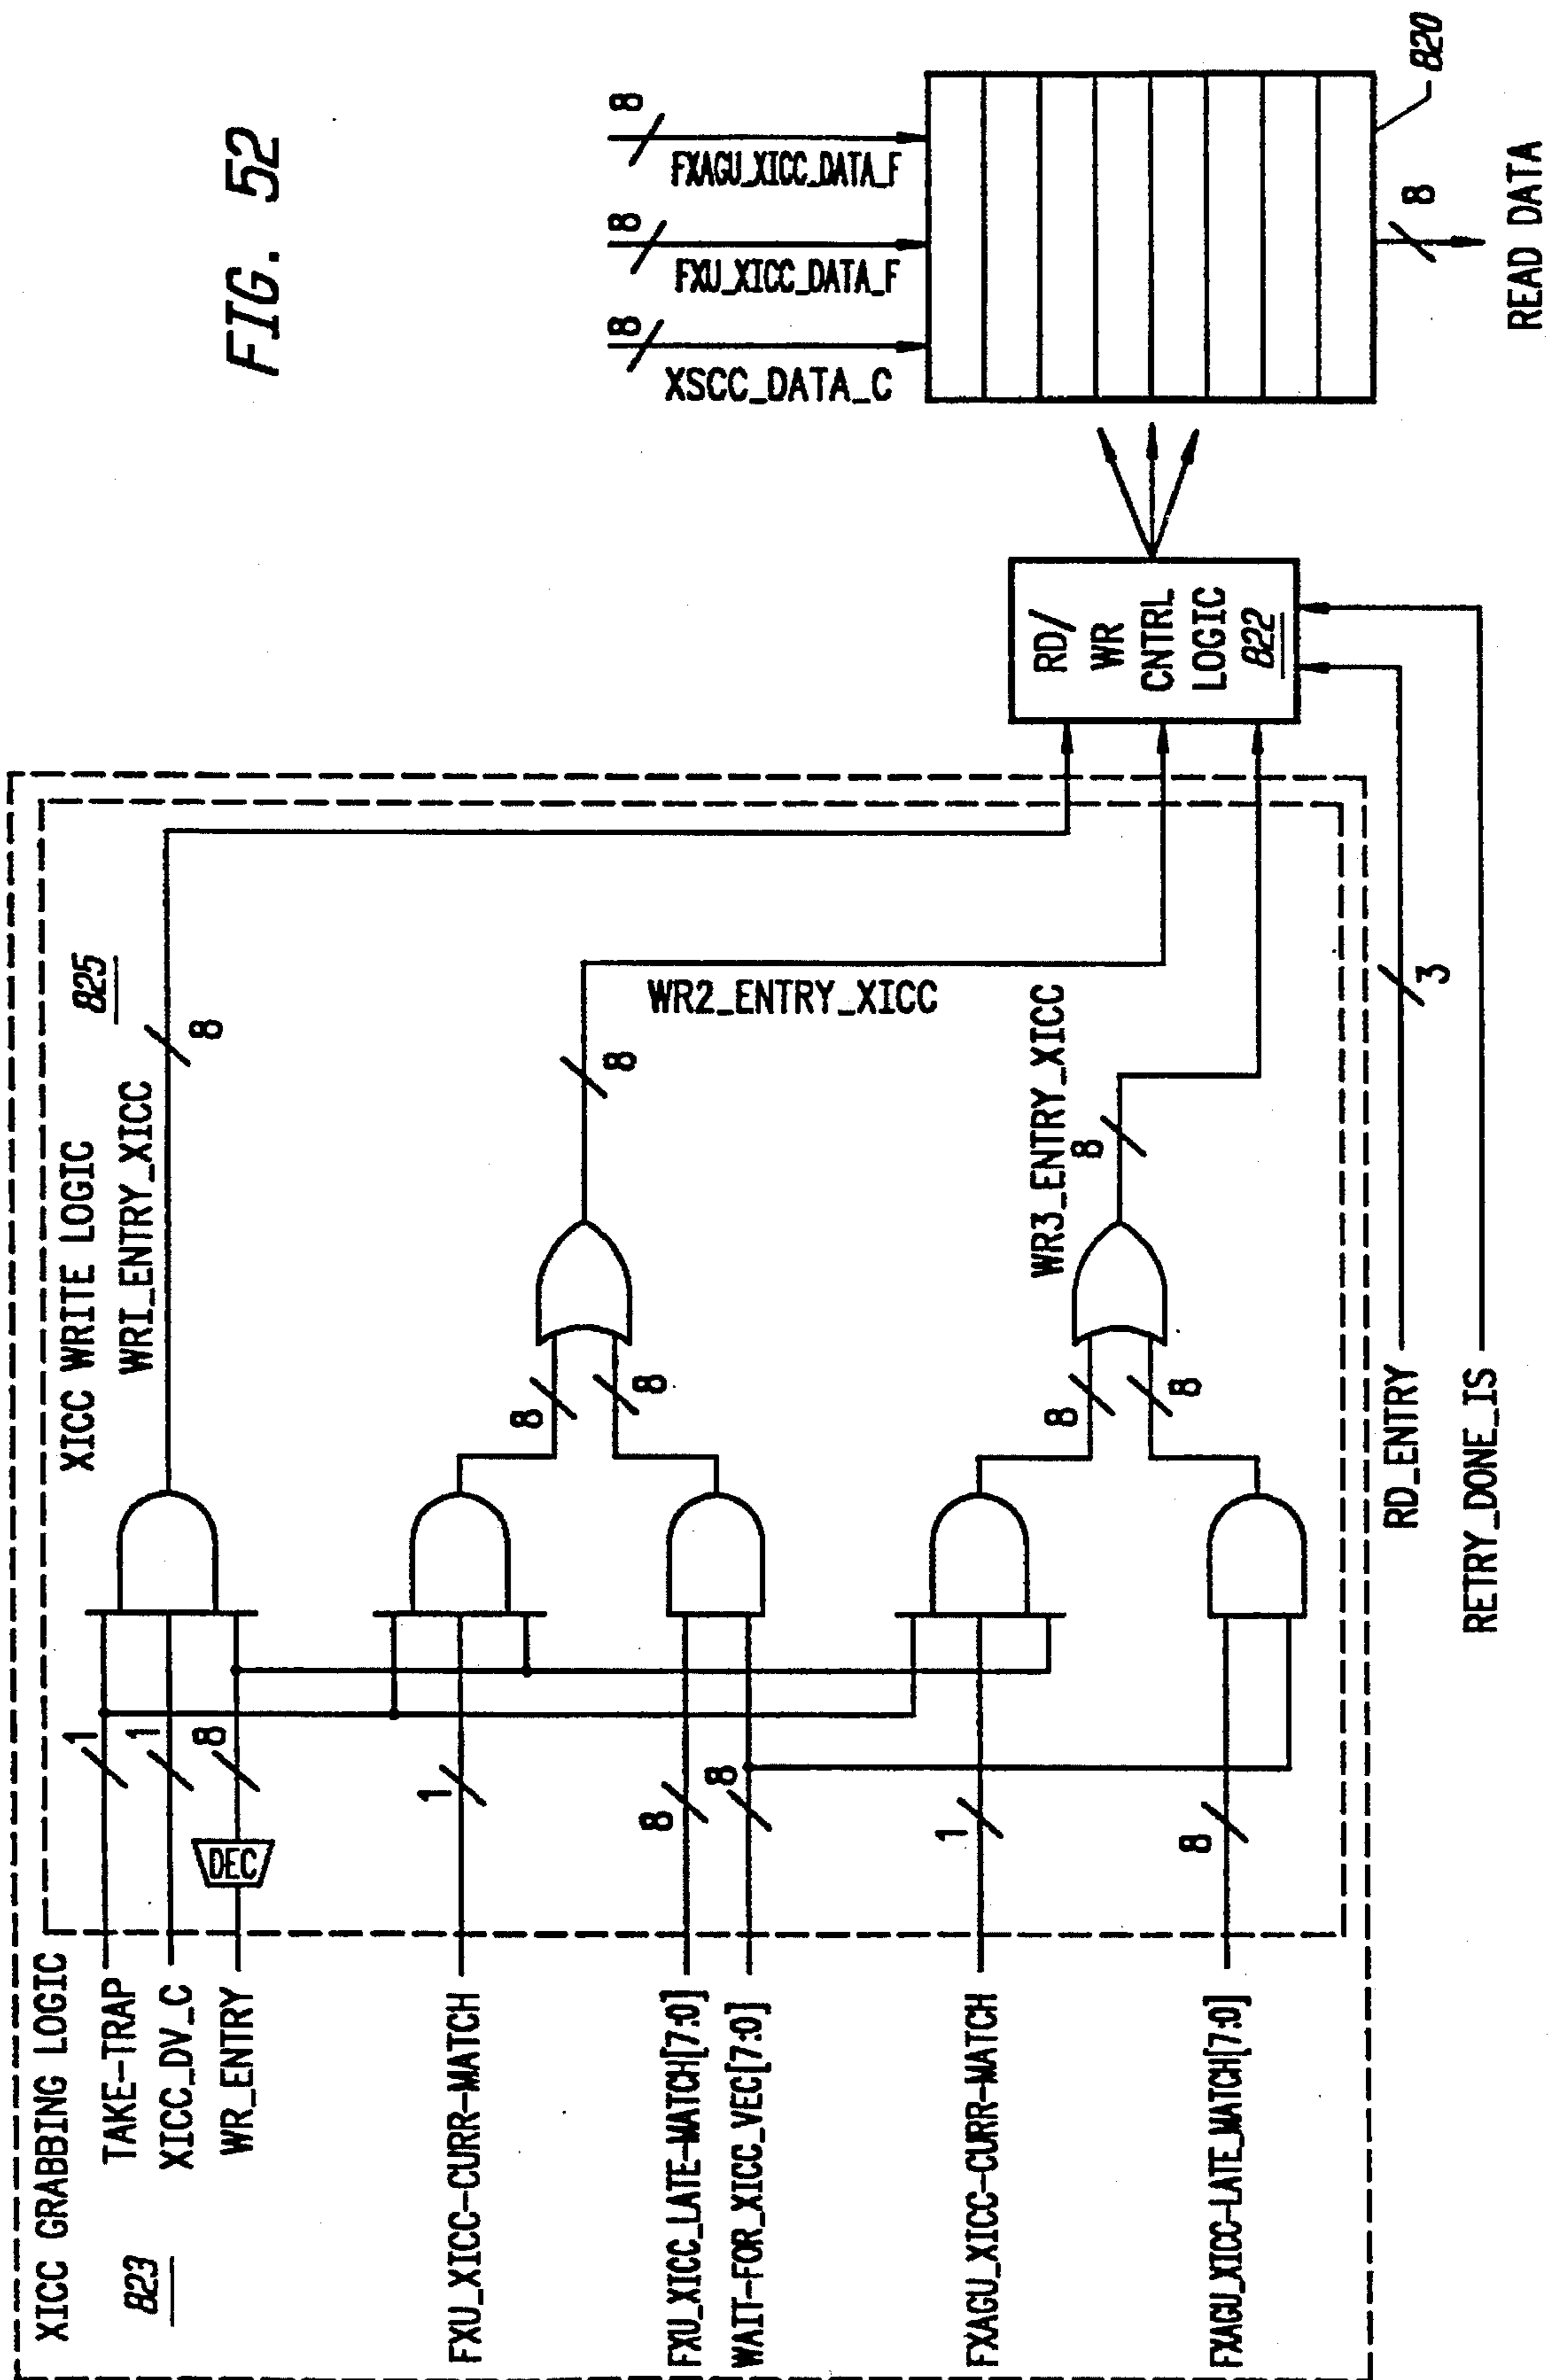 FIG. 52
XICC GRABBING LOGIC
823
XICC WRITE LOGIC
825
TAKE-TRAP
1
XICC_DV_C
1
WR_ENTRY
DEC
8
WRI_ENTRY_XICC
8
FXU_XICC-CURR-MATCH
1
FXU_XICC_LATE-MATCH[7:0]
8
WAIT-FOR_XICC_VEC[7:0]
8
8
8
8
WR2_ENTRY_XICC
FXAGU_XICC-CURR-MATCH
1
FXAGU_XICC-LATE_MATCH[7:0]
8
8
8
WR3_ENTRY_XICC
8
RD_ENTRY
3
RETRY_DONE_IS
RD/
WR
CNTRL
LOGIC
822
XSCC_DATA_C
8
FXU_XICC_DATA_F
8
FXAGU_XICC_DATA_F
8
820
8
READ DATA